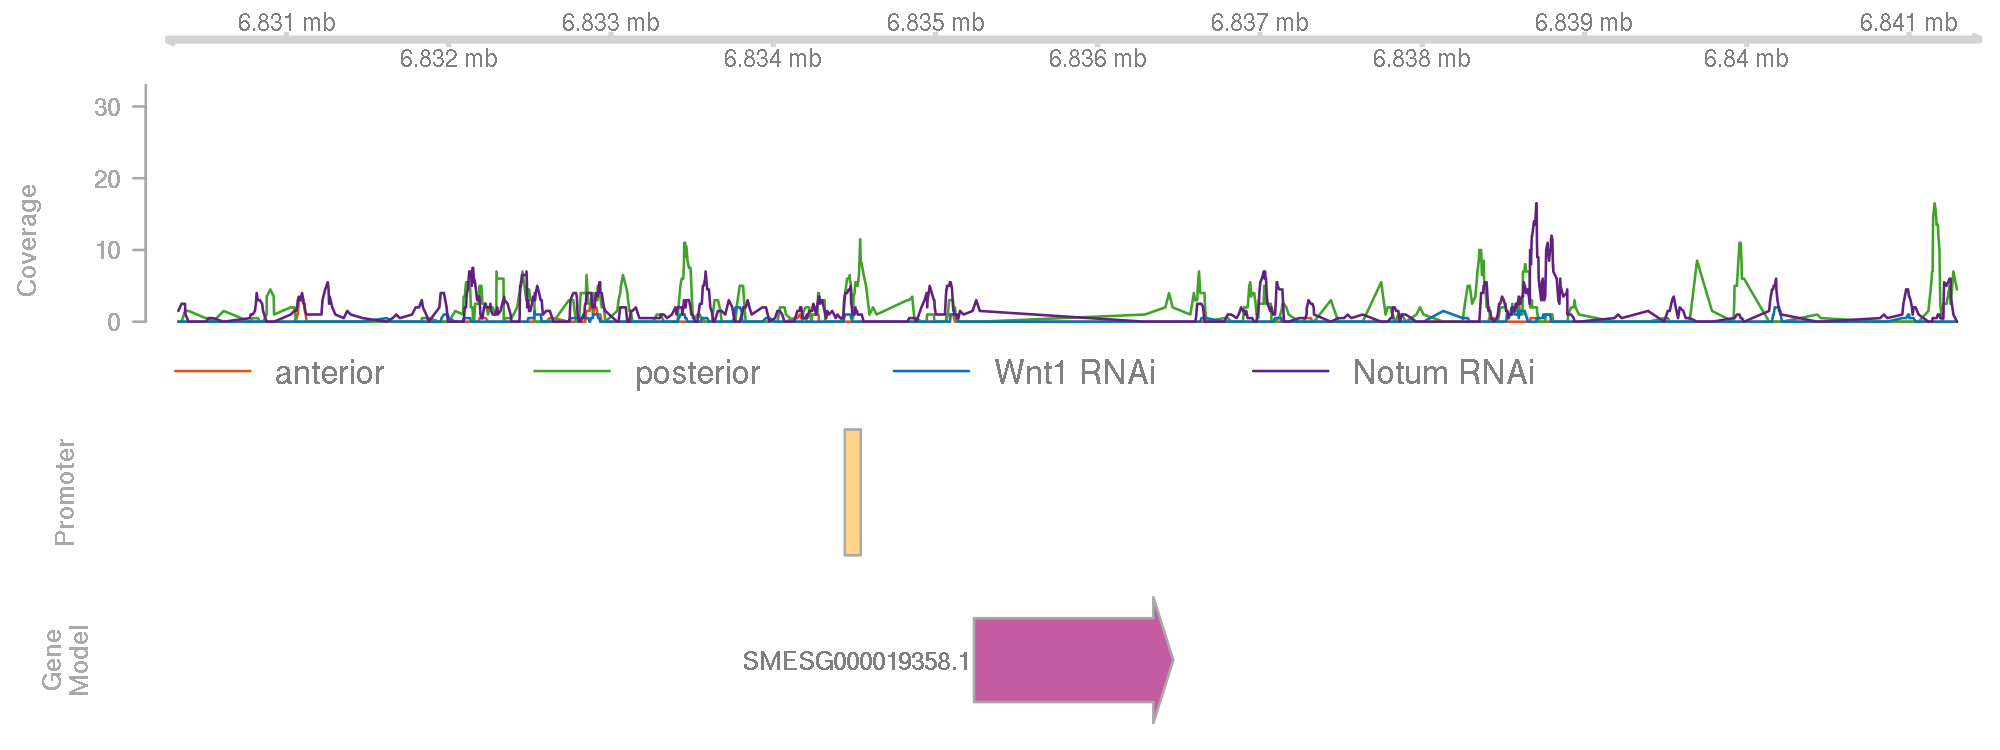 6.831 mb 6.833 mb 6.835 mb 6.837 mb 6.839 mb 6.841 mb
6.832 mb 6.834 mb 6.836 mb 6.838 mb 6.84 mb
30
20
10
0
Coverage
anterior posterior Wnt1 RNAi Notum RNAi
Promoter
Gene
Model
SMESG000019358.1